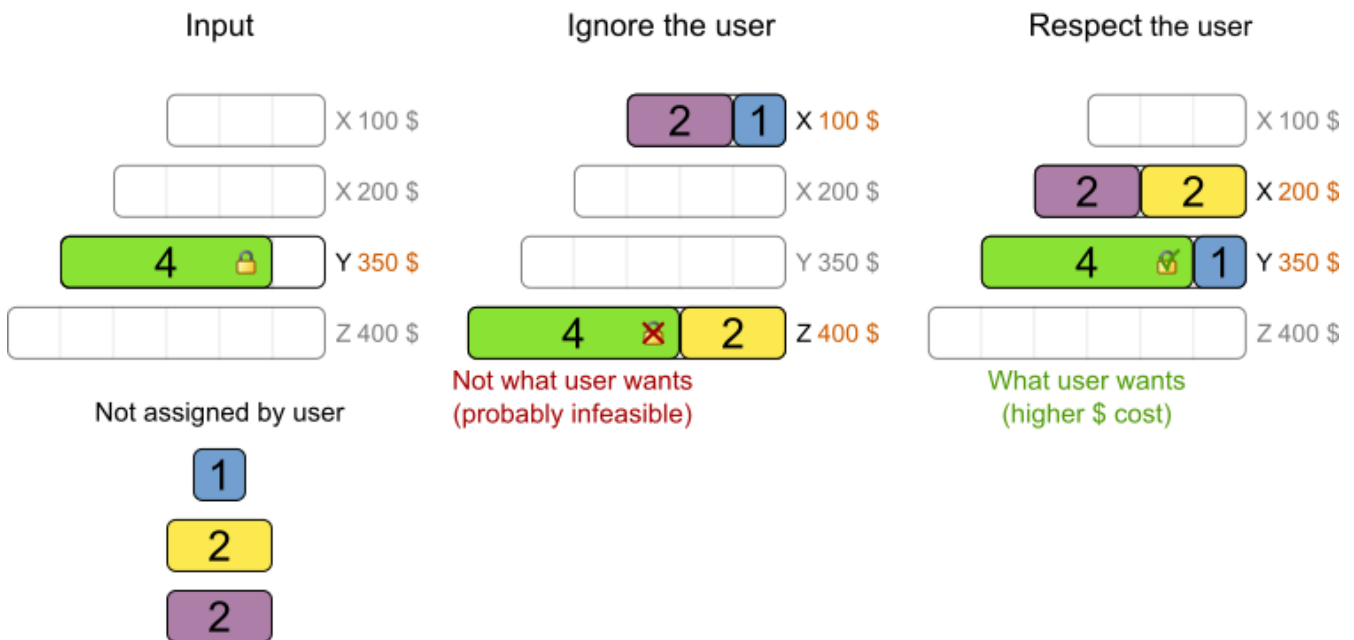 Input
Ignore the user
Respect the user
X 100 $
X 200 $
4
Y 350 $
Z 400 $
Not assigned by user
1
2
2
2 1 X 100 $
X 200 $
Y 350 $
4 2 Z 400 $
Not what user wants
(probably infeasible)
X 100 $
2 2 X 200 $
4 1 Y 350 $
Z 400 $
What user wants
(higher $ cost)